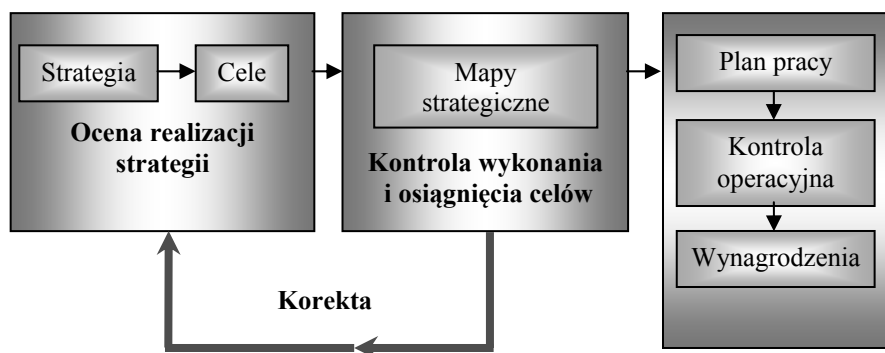 Strategia
Cele
Ocena realizacji
strategii
Mapy
strategiczne
Kontrola wykonania
i osiągnięcia celów
Plan pracy
Kontrola
operacyjna
Wynagrodzenia
Korekta